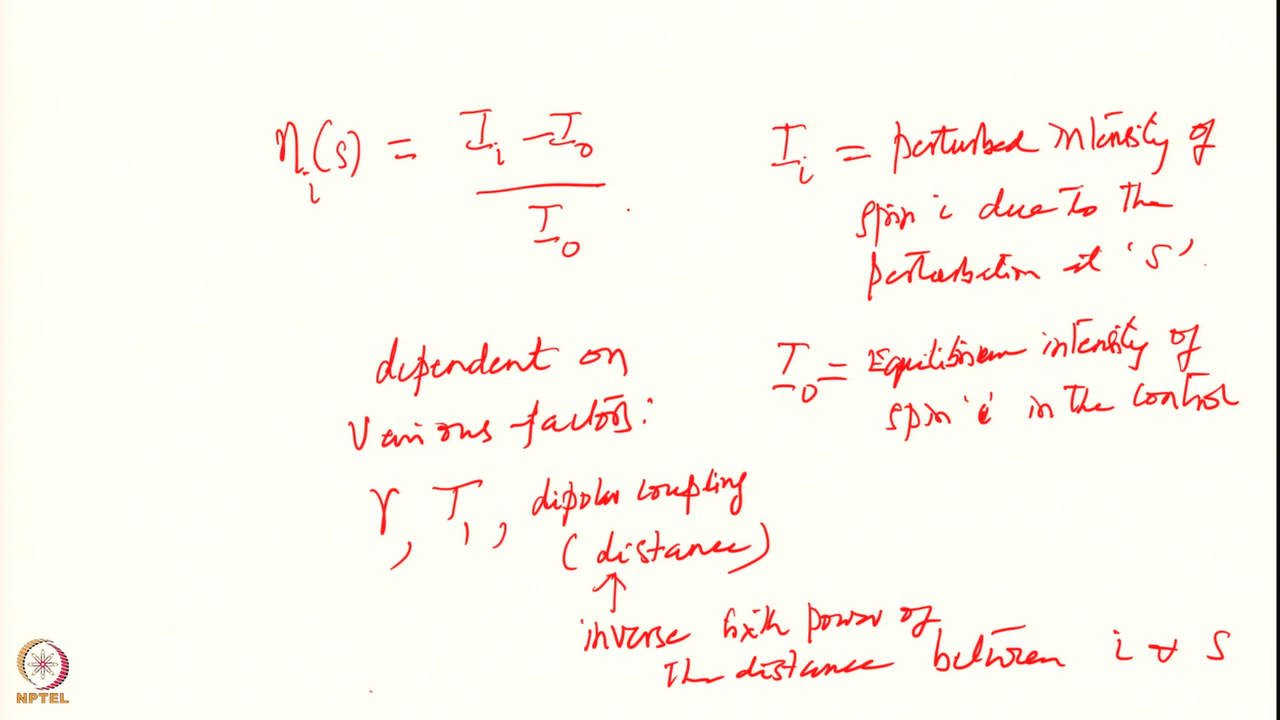 η_i(s) = (I_i - I_0) / I_0
I_i = perturbed intensity of
spin i due to the
perturbation at 's'.
I_0 = Equilibrium intensity of
spin 'i' in the control
dependent on
various factors:
γ, T_1, dipolar coupling
(distance)
↑
inverse sixth power of
the distance between i & s
NPTEL